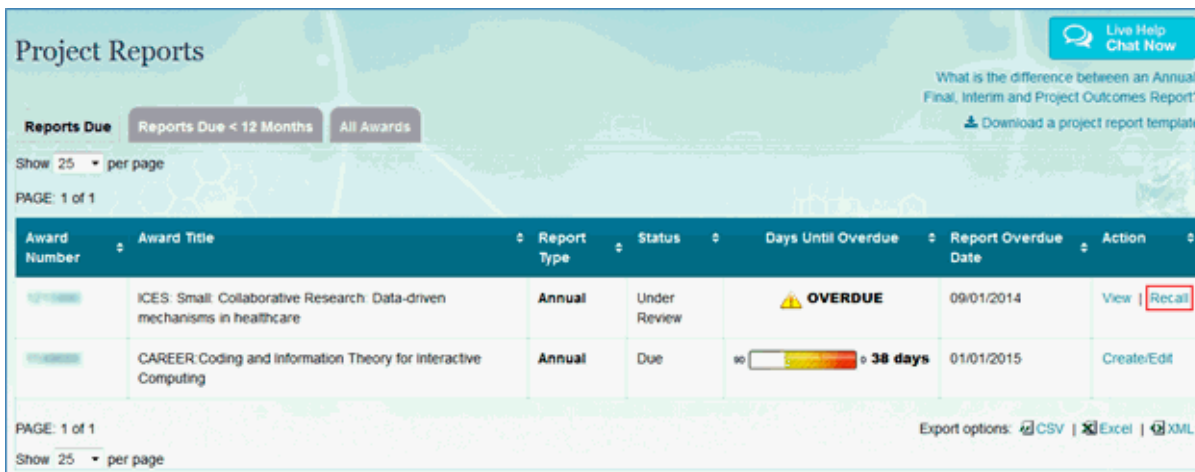 Project Reports
Live Help
Chat Now
What is the difference between an Annual
Final, Interim and Project Outcomes Report?
Download a project report template
Reports Due
Reports Due < 12 Months
All Awards
Show 25 per page
PAGE: 1 of 1
Award Number
Award Title
Report Type
Status
Days Until Overdue
Report Overdue Date
Action
ICES: Small: Collaborative Research: Data-driven
mechanisms in healthcare
Annual
Under
Review
OVERDUE
09/01/2014
View | Recall
CAREER:Coding and Information Theory for Interactive
Computing
Annual
Due
90 0 38 days
01/01/2015
Create/Edit
PAGE: 1 of 1
Export options: CSV | Excel | XML
Show 25 per page